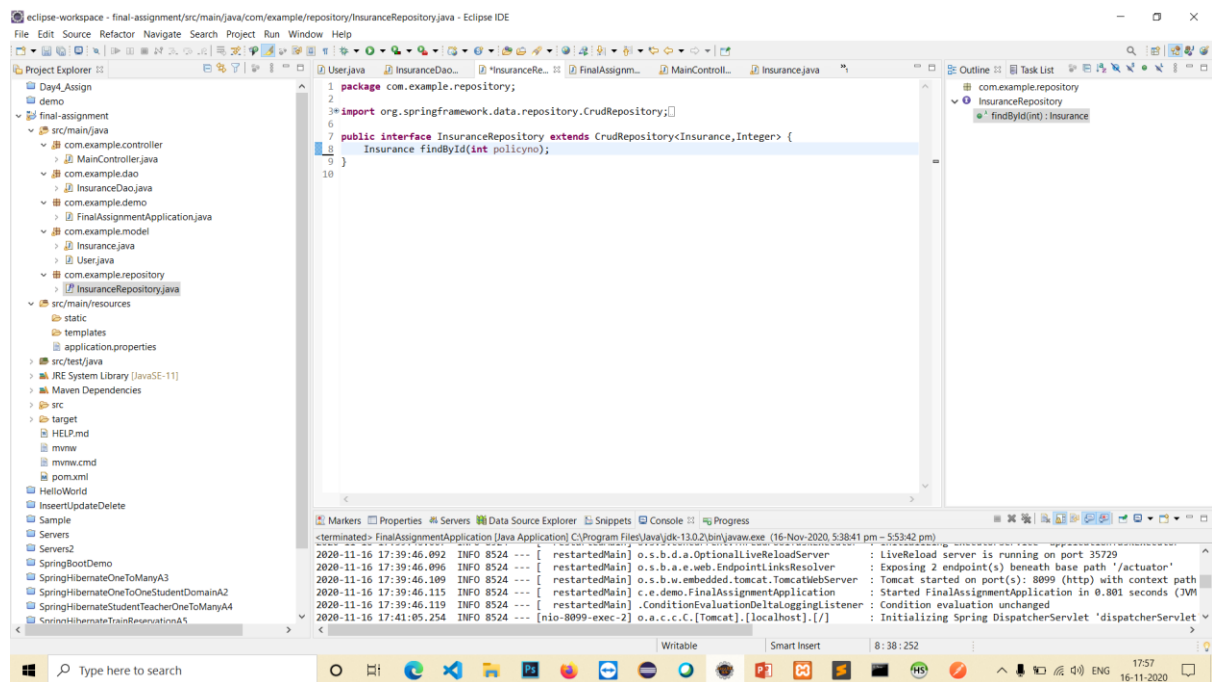 eclipse-workspace - final-assignment/src/main/java/com/example/repository/InsuranceRepository.java - Eclipse IDE
File Edit Source Refactor Navigate Search Project Run Window Help
Project Explorer
Day4_Assign
demo
final-assignment
src/main/java
com.example.controller
MainController.java
com.example.dao
InsuranceDao.java
com.example.demo
FinalAssignmentApplication.java
com.example.model
Insurance.java
User.java
com.example.repository
InsuranceRepository.java
src/main/resources
static
templates
application.properties
src/test/java
JRE System Library [JavaSE-11]
Maven Dependencies
src
target
HELP.md
mvnw
mvnw.cmd
pom.xml
HelloWorld
InseertUpdateDelete
Sample
Servers
Servers2
SpringBootDemo
SpringHibernateOneToManyA3
SpringHibernateOneToOneStudentDomainA2
SpringHibernateStudentTeacherOneToManyA4
SpringHibernateTrainReservationA5
User.java InsuranceDao... *InsuranceRe... FinalAssignm... MainControll... Insurance.java
1 package com.example.repository;
2
3 import org.springframework.data.repository.CrudRepository;
6
7 public interface InsuranceRepository extends CrudRepository<Insurance,Integer> {
8 Insurance findById(int policyno);
9 }
10
Outline Task List
com.example.repository
InsuranceRepository
findById(int) : Insurance
Markers Properties Servers Data Source Explorer Snippets Console Progress
<terminated> FinalAssignmentApplication [Java Application] C:\Program Files\Java\jdk-13.0.2\bin\javaw.exe (16-Nov-2020, 5:38:41 pm – 5:53:42 pm)
2020-11-16 17:39:46.092 INFO 8524 --- [ restartedMain] o.s.b.d.a.OptionalLiveReloadServer : LiveReload server is running on port 35729
2020-11-16 17:39:46.096 INFO 8524 --- [ restartedMain] o.s.b.a.e.web.EndpointLinksResolver : Exposing 2 endpoint(s) beneath base path '/actuator'
2020-11-16 17:39:46.109 INFO 8524 --- [ restartedMain] o.s.b.w.embedded.tomcat.TomcatWebServer : Tomcat started on port(s): 8099 (http) with context path
2020-11-16 17:39:46.115 INFO 8524 --- [ restartedMain] c.e.demo.FinalAssignmentApplication : Started FinalAssignmentApplication in 0.801 seconds (JVM
2020-11-16 17:39:46.119 INFO 8524 --- [ restartedMain] .ConditionEvaluationDeltaLoggingListener : Condition evaluation unchanged
2020-11-16 17:41:05.254 INFO 8524 --- [nio-8099-exec-2] o.a.c.c.C.[Tomcat].[localhost].[/] : Initializing Spring DispatcherServlet 'dispatcherServlet
Writable Smart Insert 8 : 38 : 252
Type here to search
ENG
17:57
16-11-2020